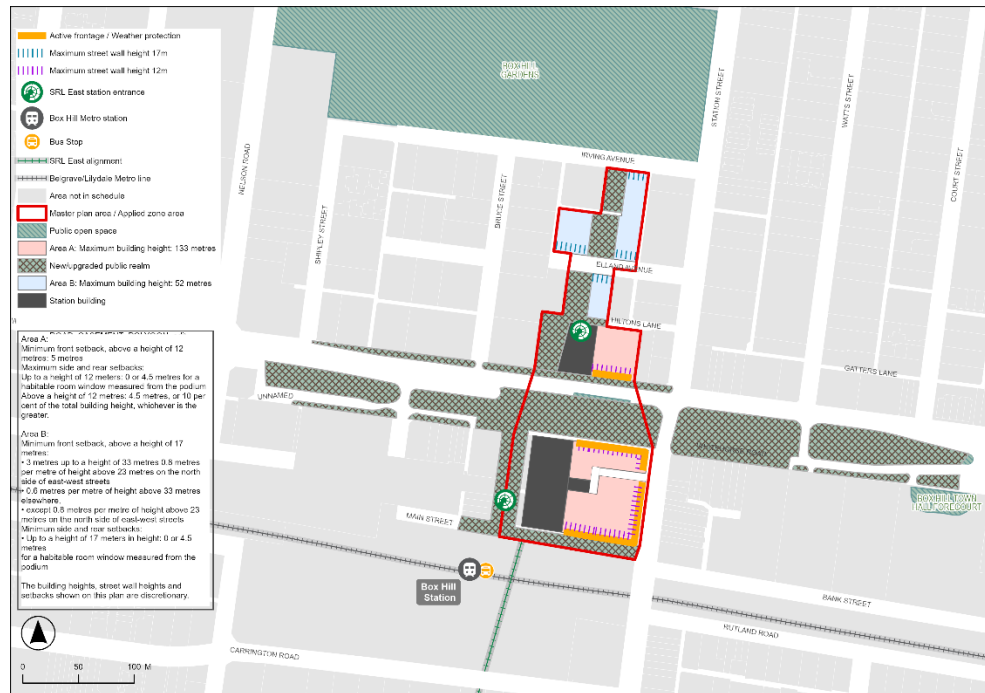 Active frontage / Weather protection
Maximum street wall height 17m
Maximum street wall height 12m
SRL East station entrance
Box Hill Metro station
Bus Stop
SRL East alignment
Belgrave/Lilydale Metro line
Area not in schedule
Master plan area / Applied zone area
Public open space
Area A: Maximum building height: 133 metres
New/upgraded public realm
Area B: Maximum building height: 52 metres
Station building
Area A:
Minimum front setback, above a height of 12
metres: 5 metres
Maximum side and rear setbacks:
Up to a height of 12 meters: 0 or 4.5 metres for a
habitable room window measured from the podium
Above a height of 12 metres: 4.5 metres, or 10 per
cent of the total building height, whichever is the
greater.
Area B:
Minimum front setback, above a height of 17
metres:
• 3 metres up to a height of 33 metres 0.8 metres
per metre of height above 23 metres on the north
side of east-west streets
• 0.6 metres per metre of height above 33 metres
elsewhere.
• except 0.8 metres per metre of height above 23
metres on the north side of east-west streets
Minimum side and rear setbacks:
• Up to a height of 17 meters in height: 0 or 4.5
metres
for a habitable room window measured from the
podium
The building heights, street wall heights and
setbacks shown on this plan are discretionary.
0 50 100 M
BOX HILL
GARDENS
STATION STREET
WATTS STREET
COURT STREET
NELSON ROAD
SHIPLEY STREET
BRUCE STREET
IRVING AVENUE
ELLAND AVENUE
HILTONS LANE
GATTERS LANE
UNNAMED
MAIN STREET
BOX HILL TOWN
HALL FORECOURT
Box Hill
Station
BANK STREET
RUTLAND ROAD
CARRINGTON ROAD